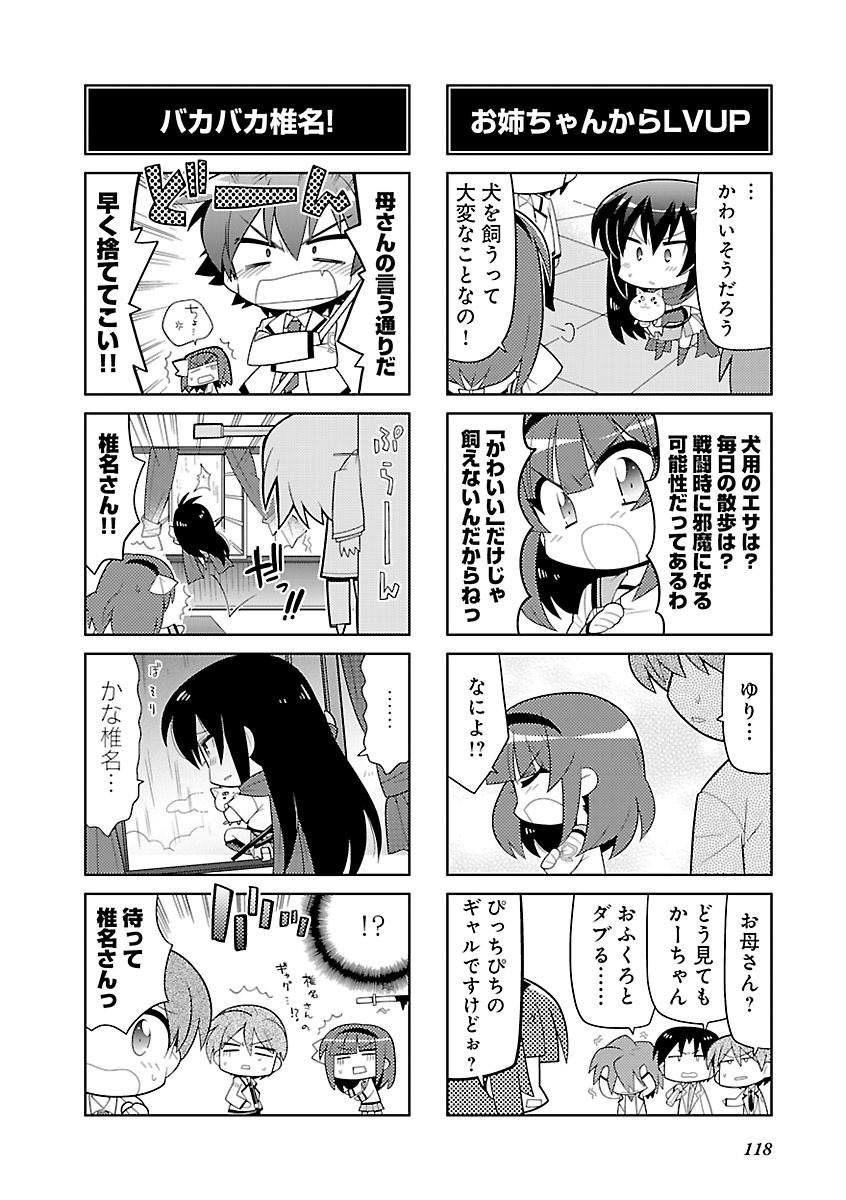 お姉ちゃんからLVUP
…
かわいそうだろう
犬を飼うって
大変なことなの!
犬用のエサは?
毎日の散歩は?
戦闘時に邪魔になる
可能性だってあるわ
「かわいい」だけじゃ
飼えないんだからねっ
ゆり…
なによ!?
お母さん?
どう見ても
かーちゃん
おふくろと
ダブる……
ぴっちぴちの
ギャルですけどぉ?
バカバカ椎名!
どーーん
母さんの言う通りだ
早く捨ててこい!!
ちょ…
ぷらーーん
ダッ!!
椎名さん!!
……
ぼそり
かな椎名…
!?
椎名さんの
ギャグ…!?
待って
椎名さんっ
118